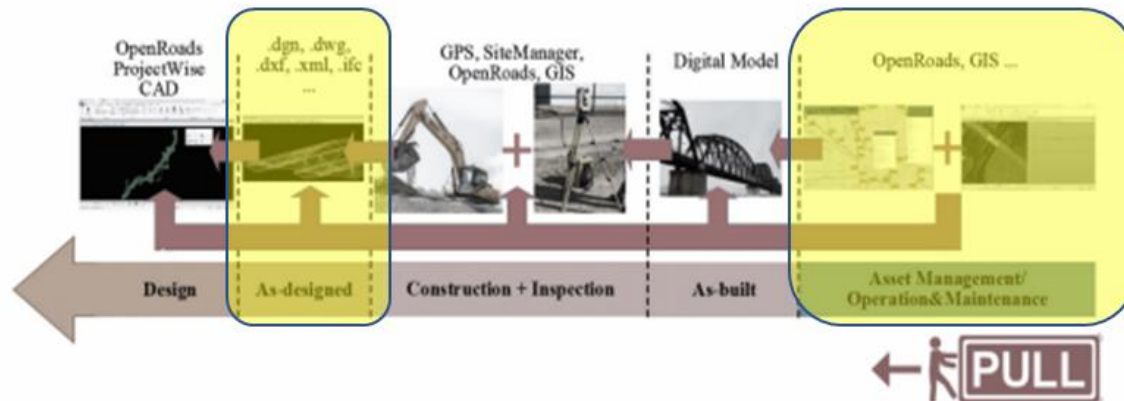 OpenRoads
ProjectWise
CAD
.dgn, .dwg,
.dxf, .xml, .ifc
...
GPS, SiteManager,
OpenRoads, GIS
Digital Model
OpenRoads, GIS ...
Design
As-designed
Construction + Inspection
As-built
Asset Management/
Operation&Maintenance
PULL